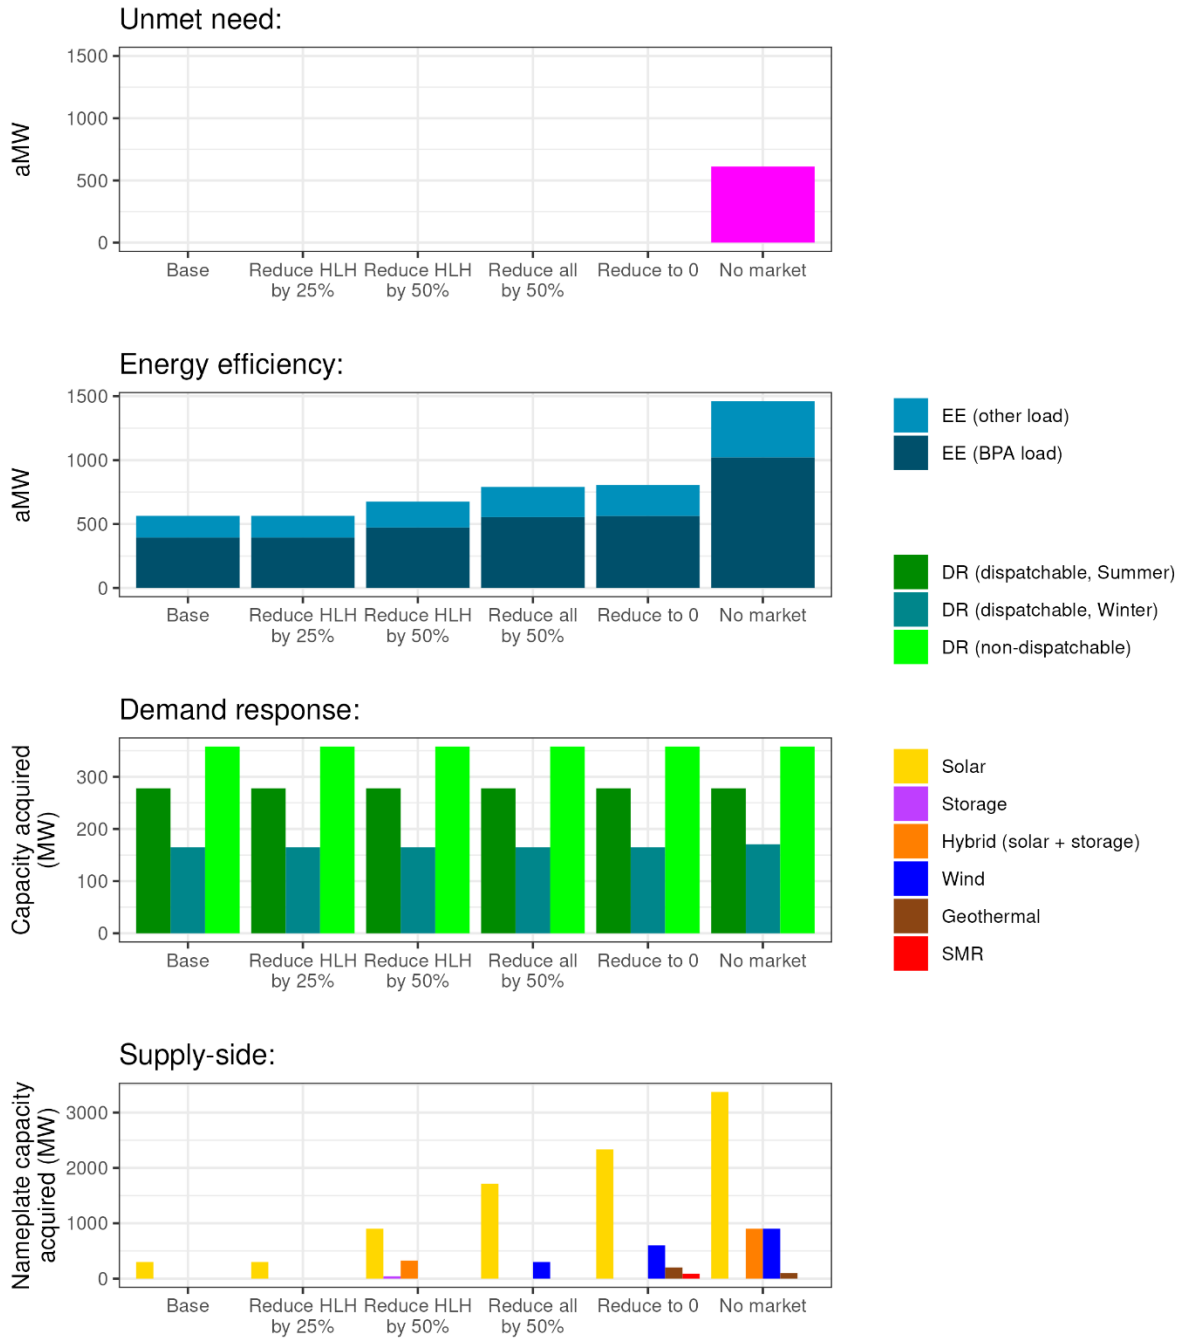 Unmet need:
aMW
1500
1000
500
0
Base
Reduce HLH
by 25%
Reduce HLH
by 50%
Reduce all
by 50%
Reduce to 0
No market
Energy efficiency:
aMW
1500
1000
500
0
Base
Reduce HLH
by 25%
Reduce HLH
by 50%
Reduce all
by 50%
Reduce to 0
No market
EE (other load)
EE (BPA load)
DR (dispatchable, Summer)
DR (dispatchable, Winter)
DR (non-dispatchable)
Demand response:
Capacity acquired
(MW)
300
200
100
0
Base
Reduce HLH
by 25%
Reduce HLH
by 50%
Reduce all
by 50%
Reduce to 0
No market
Solar
Storage
Hybrid (solar + storage)
Wind
Geothermal
SMR
Supply-side:
Nameplate capacity
acquired (MW)
3000
2000
1000
0
Base
Reduce HLH
by 25%
Reduce HLH
by 50%
Reduce all
by 50%
Reduce to 0
No market